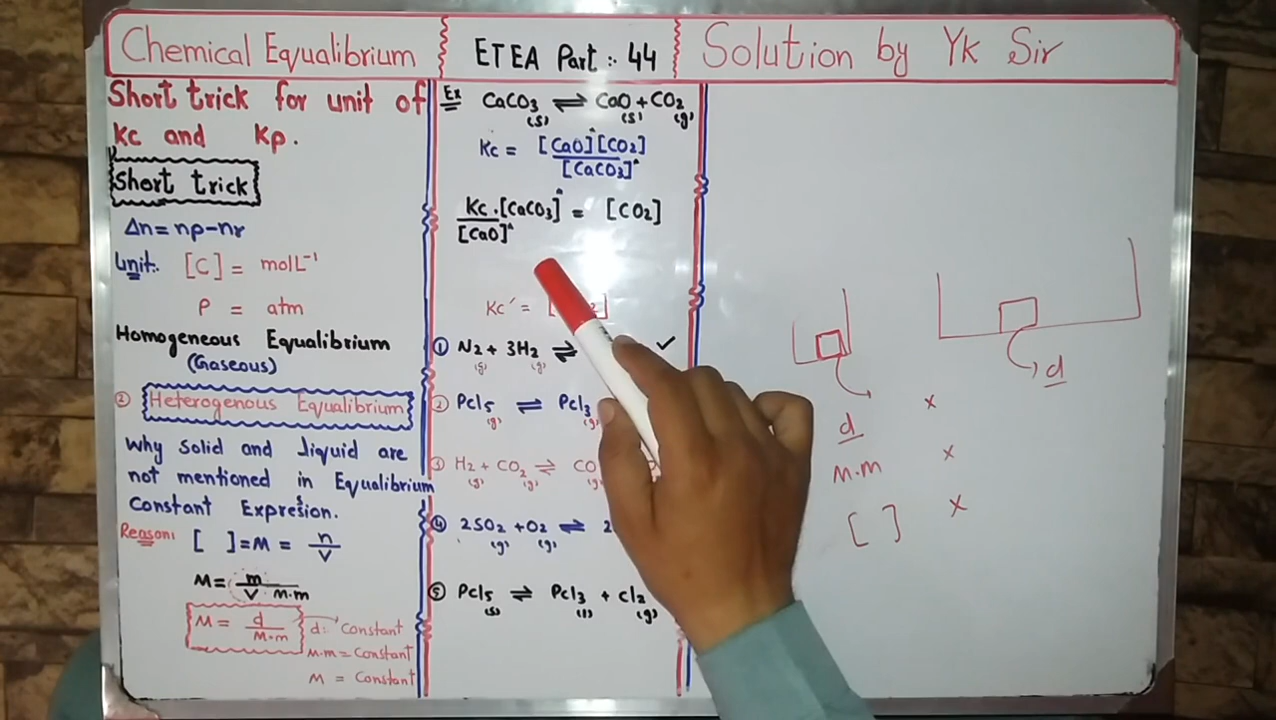 Chemical Equalibrium
ETEA Part :- 44
Solution by Yk Sir
Short trick for unit of
Kc and Kp.
Short trick
Δn = np-nr
Unit:. [C] = molL⁻¹
P = atm
Homogeneous Equalibrium
(Gaseous)
② Heterogenous Equalibrium
Why Solid and liquid are
not mentioned in Equalibrium
Constant Expresion.
Reason: [ ]=M = n/V
M = m/V M.m
M = d/M.m d: Constant
M.m = Constant
M = Constant
Ex CaCO₃(s) ⇌ CaO(s) + CO₂(g)
Kc = [CaO][CO₂]/[CaCO₃]
Kc.[CaCO₃]/[CaO] = [CO₂]
Kc′ = [
① N₂(g) + 3H₂(g) ⇌ ✓
② Pcl₅(g) ⇌ Pcl₃(g)
③ H₂(g) + CO₂(g) ⇌ CO(g)
④ 2SO₂(g) + O₂(g) ⇌ 2
⑤ Pcl₅(s) ⇌ Pcl₃(l) + cl₂(g)
d
d x
M.M x
[ ] x